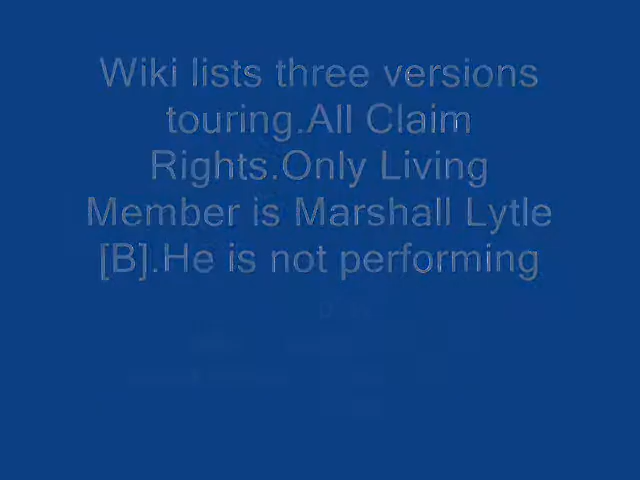 Wiki lists three versions
touring.All Claim
Rights.Only Living
Member is Marshall Lytle
[B].He is not performing